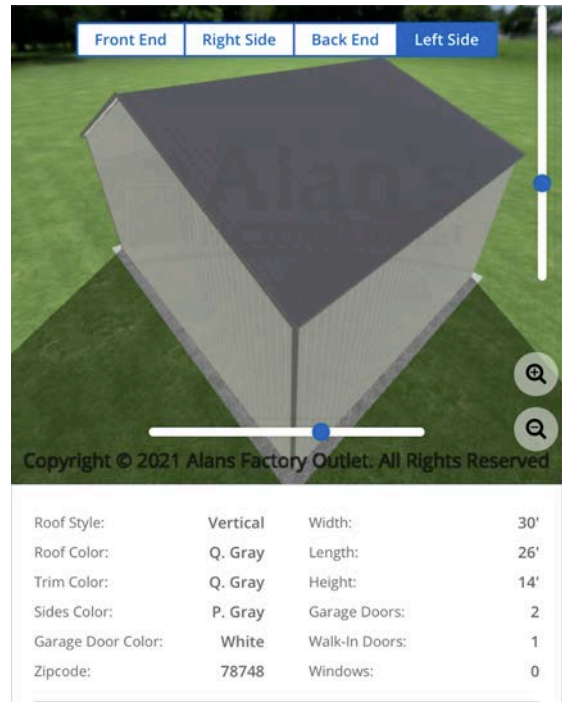 Front End Right Side Back End Left Side
Alan's
Copyright © 2021 Alans Factory Outlet. All Rights Reserved
Roof Style: Vertical Width: 30'
Roof Color: Q. Gray Length: 26'
Trim Color: Q. Gray Height: 14'
Sides Color: P. Gray Garage Doors: 2
Garage Door Color: White Walk-In Doors: 1
Zipcode: 78748 Windows: 0